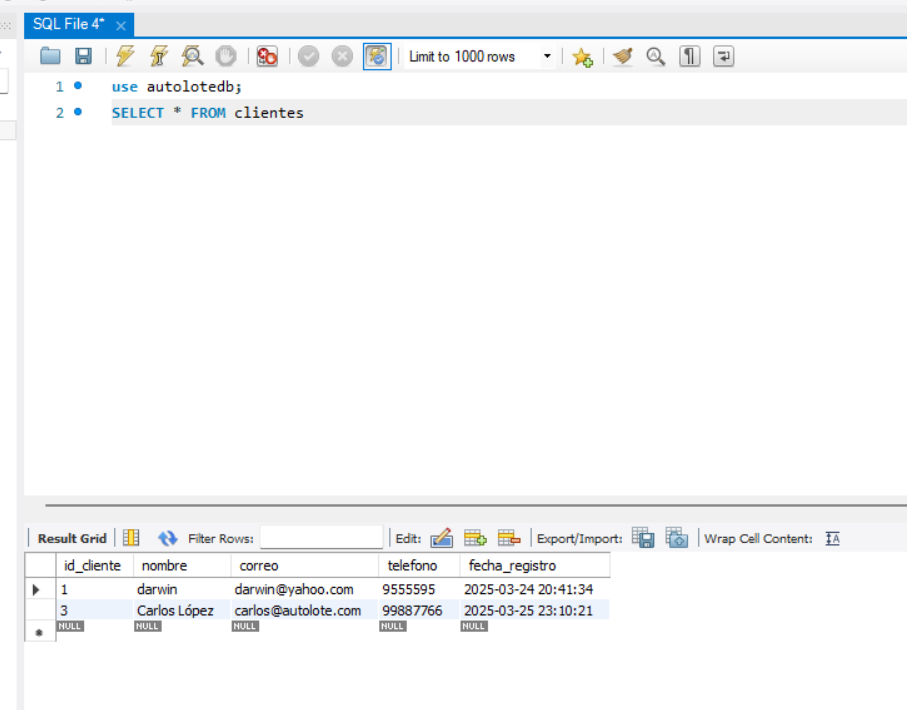 SQL File 4*
Limit to 1000 rows
1 use autolotedb;
2 SELECT * FROM clientes
Result Grid Filter Rows: Edit: Export/Import: Wrap Cell Content: IA
id_cliente nombre correo telefono fecha_registro
1 darwin darwin@yahoo.com 9555595 2025-03-24 20:41:34
3 Carlos López carlos@autolote.com 99887766 2025-03-25 23:10:21
NULL NULL NULL NULL NULL